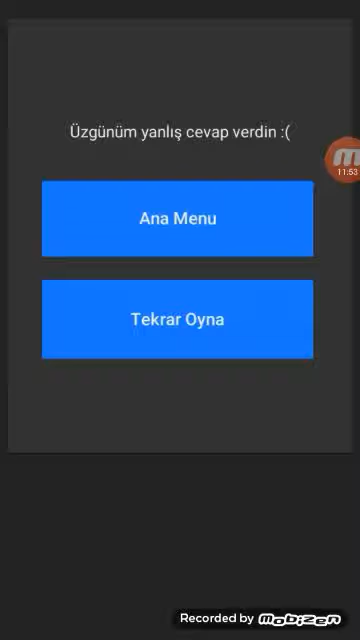 Üzgünüm yanlış cevap verdin :(
11:53
Ana Menu
Tekrar Oyna
Recorded by Mobizen